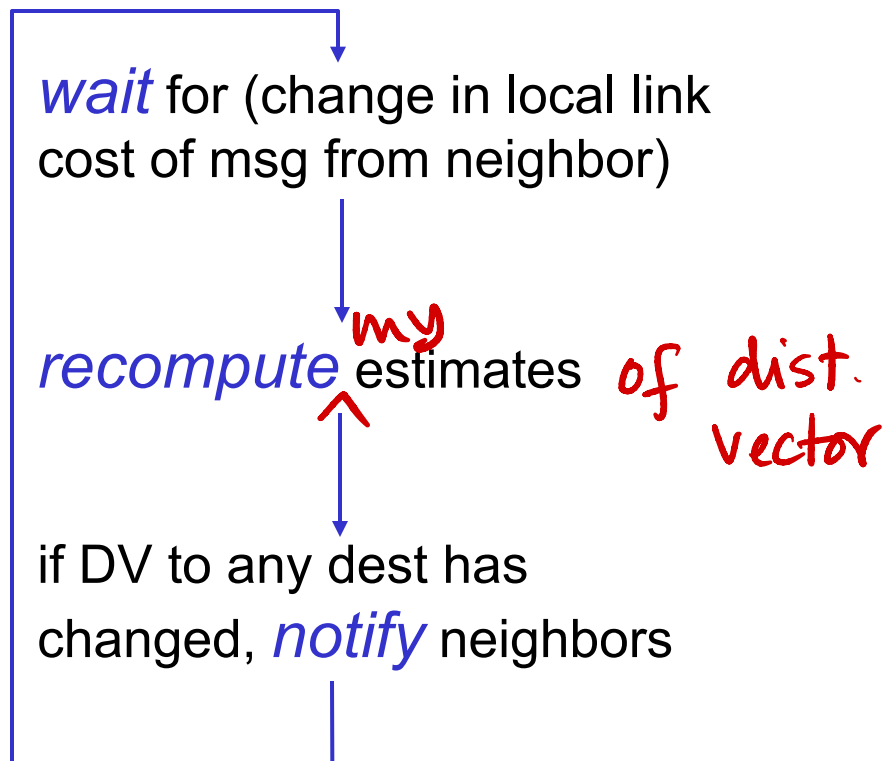 wait for (change in local link
cost of msg from neighbor)
recompute my estimates of dist.
vector
if DV to any dest has
changed, notify neighbors